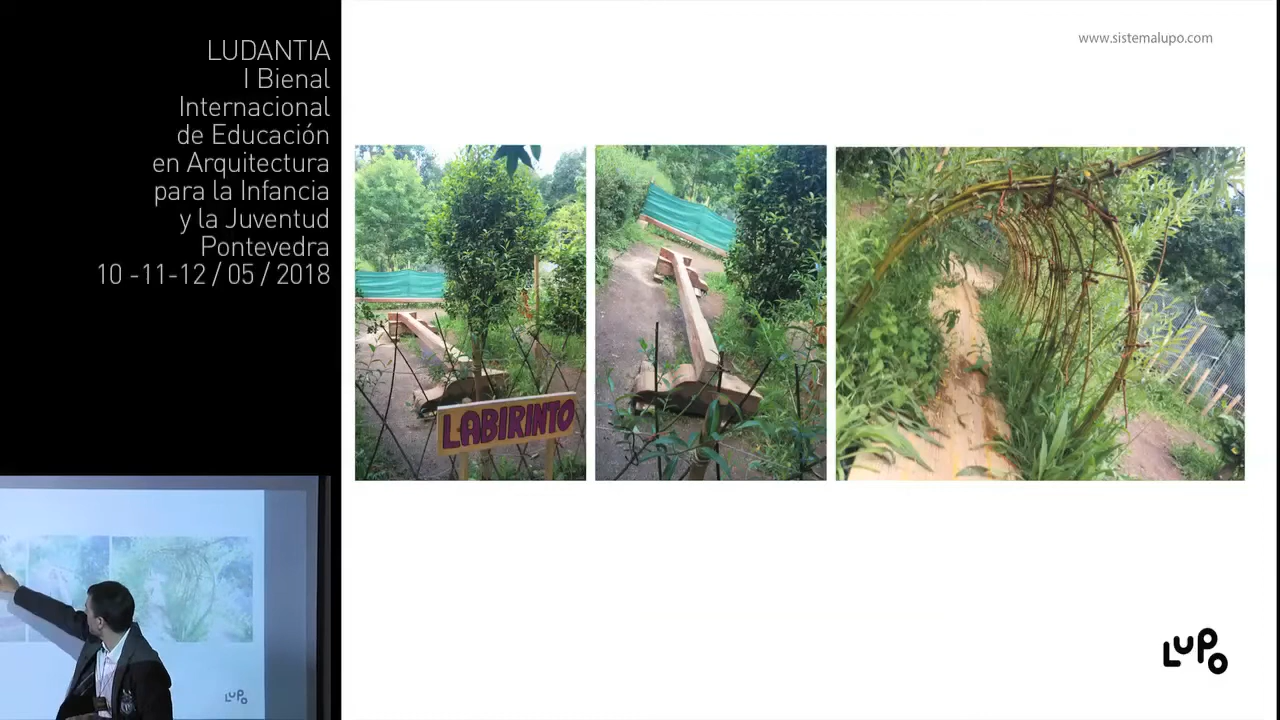 LUDANTIA
I Bienal
Internacional
de Educación
en Arquitectura
para la Infancia
y la Juventud
Pontevedra
10 -11-12 / 05 / 2018
www.sistemalupo.com
LABIRINTO
LUPO
LUPO